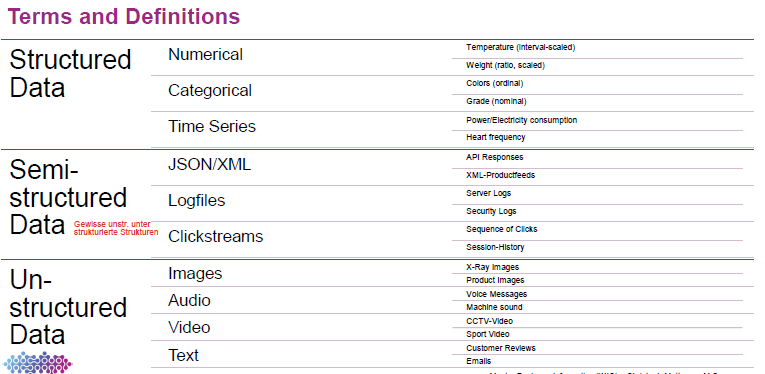 Terms and Definitions
Structured
Data
Numerical
Temperature (interval-scaled)
Weight (ratio, scaled)
Categorical
Colors (ordinal)
Grade (nominal)
Time Series
Power/Electricity consumption
Heart frequency
Semi-
structured
Data
Gewisse unstr. unter
strukturierte Strukturen
JSON/XML
API Responses
XML-Productfeeds
Logfiles
Server Logs
Security Logs
Clickstreams
Sequence of Clicks
Session-History
Un-
structured
Data
Images
X-Ray Images
Product Images
Audio
Voice Messages
Machine sound
Video
CCTV-Video
Sport Video
Text
Customer Reviews
Emails